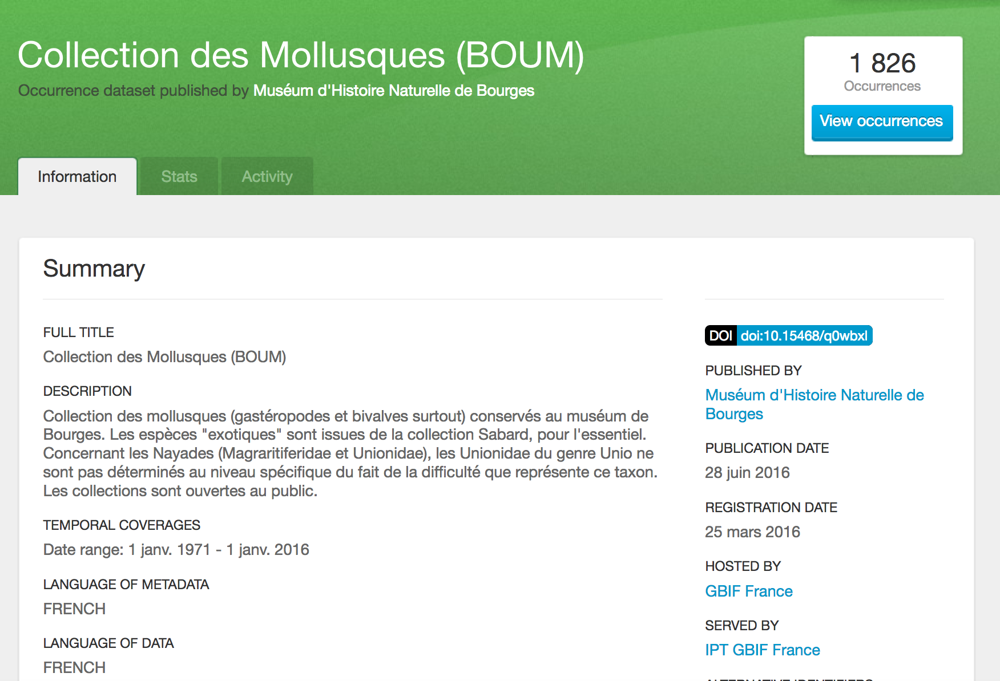 Collection des Mollusques (BOUM)
Occurrence dataset published by Muséum d'Histoire Naturelle de Bourges
1 826
Occurrences
View occurrences
Information
Stats
Activity
Summary
FULL TITLE
Collection des Mollusques (BOUM)
DESCRIPTION
Collection des mollusques (gastéropodes et bivalves surtout) conservés au muséum de
Bourges. Les espèces "exotiques" sont issues de la collection Sabard, pour l'essentiel.
Concernant les Nayades (Magraritiferidae et Unionidae), les Unionidae du genre Unio ne
sont pas déterminés au niveau spécifique du fait de la difficulté que représente ce taxon.
Les collections sont ouvertes au public.
TEMPORAL COVERAGES
Date range: 1 janv. 1971 - 1 janv. 2016
LANGUAGE OF METADATA
FRENCH
LANGUAGE OF DATA
FRENCH
DOI doi:10.15468/q0wbxl
PUBLISHED BY
Muséum d'Histoire Naturelle de
Bourges
PUBLICATION DATE
28 juin 2016
REGISTRATION DATE
25 mars 2016
HOSTED BY
GBIF France
SERVED BY
IPT GBIF France